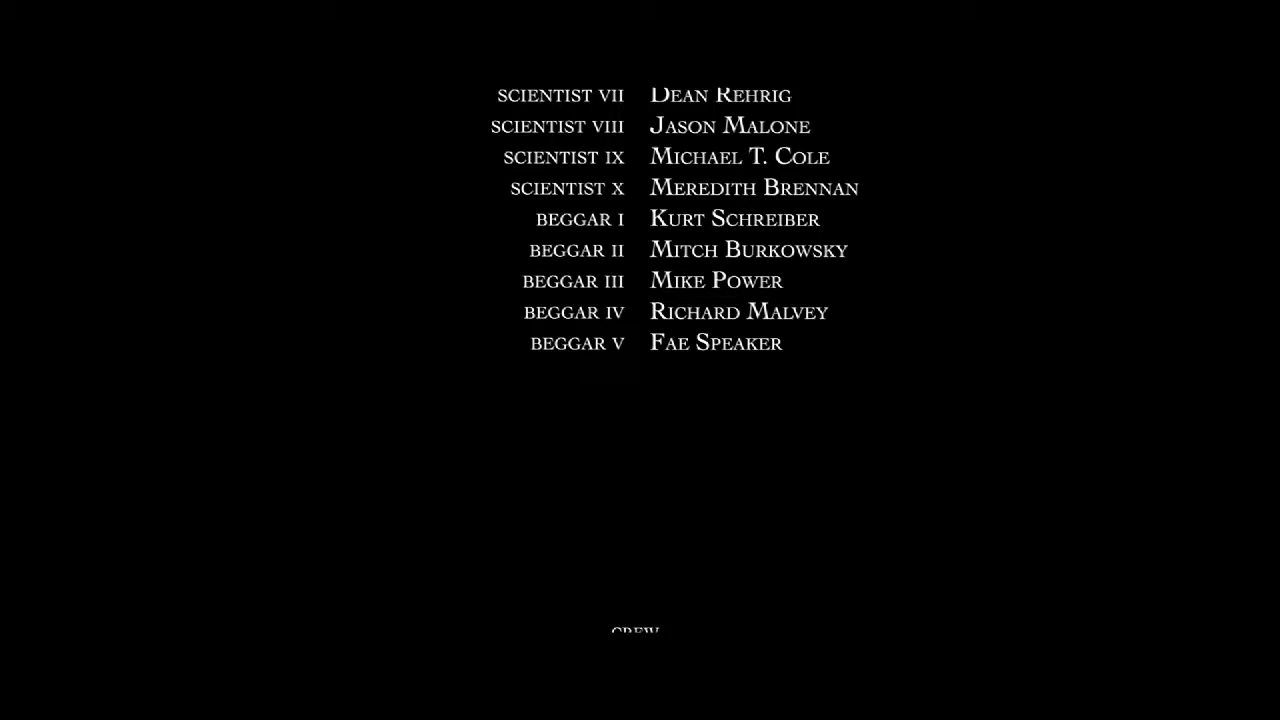 SCIENTIST VII DEAN REHRIG
SCIENTIST VIII JASON MALONE
SCIENTIST IX MICHAEL T. COLE
SCIENTIST X MEREDITH BRENNAN
BEGGAR I KURT SCHREIBER
BEGGAR II MITCH BURKOWSKY
BEGGAR III MIKE POWER
BEGGAR IV RICHARD MALVEY
BEGGAR V FAE SPEAKER
CREW